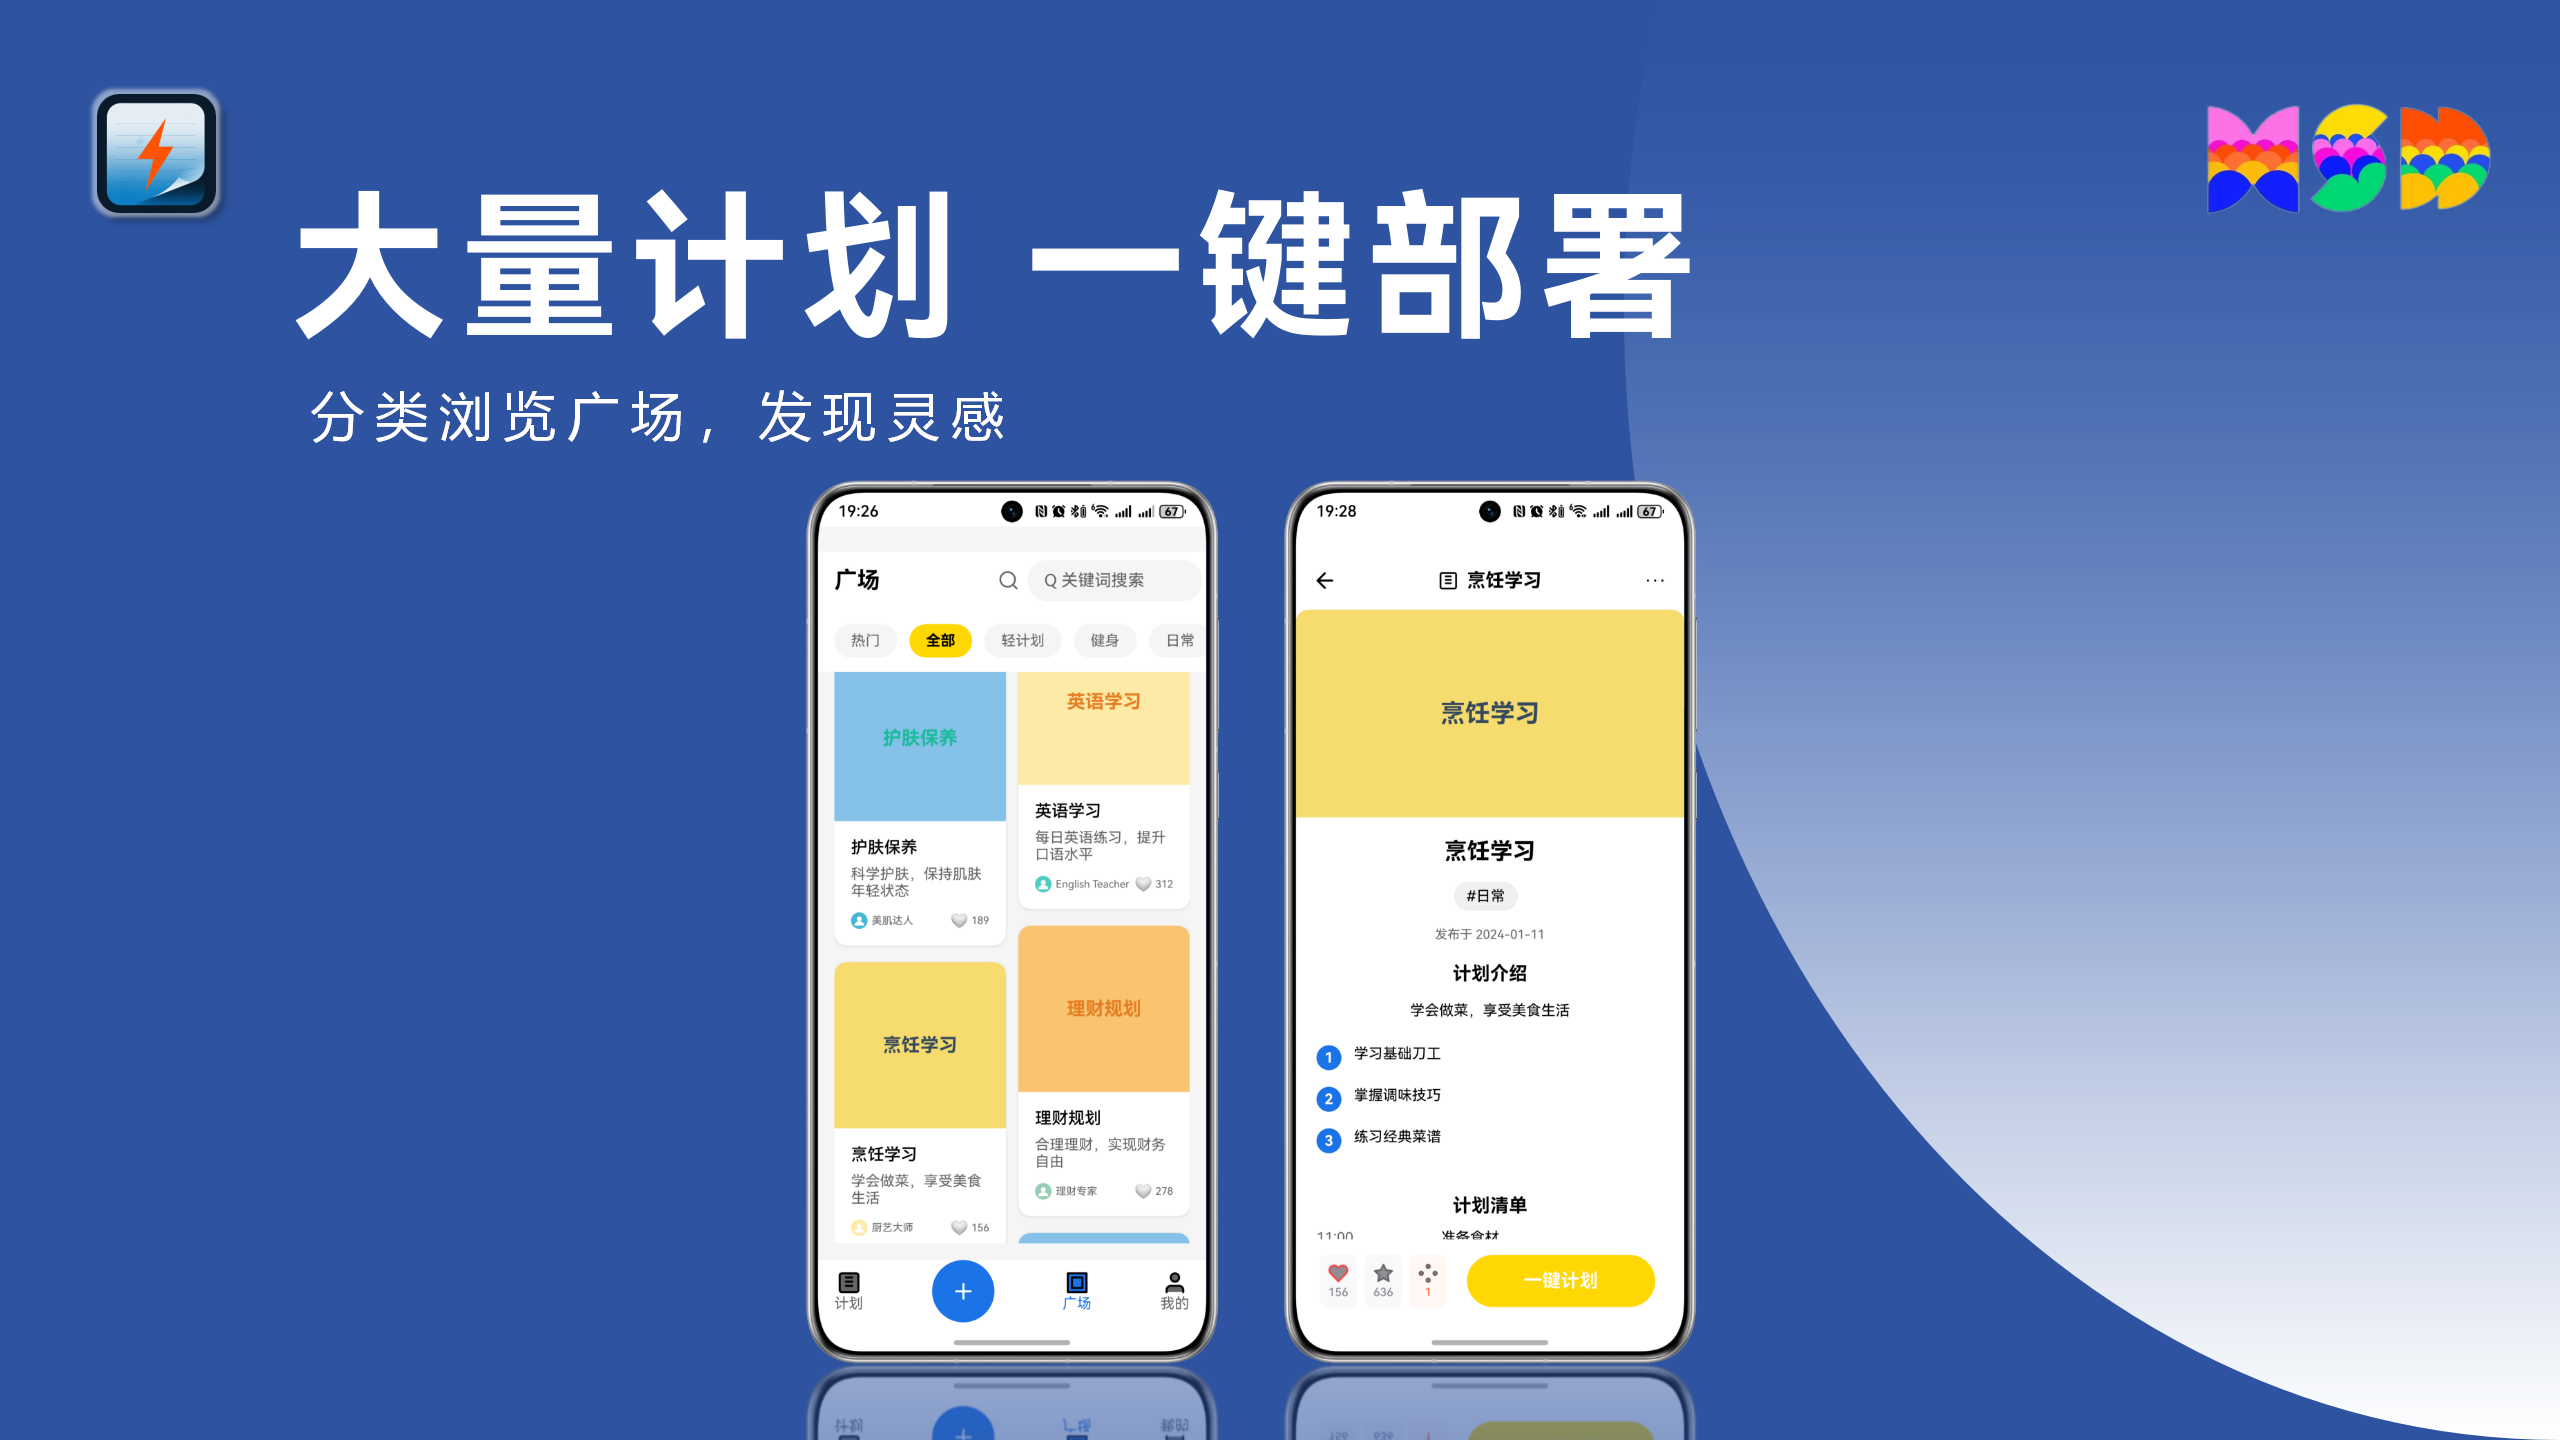 MSD
大量计划 一键部署
分类浏览广场，发现灵感
19:26
67
广场
Q 关键词搜索
热门 全部 轻计划 健身 日常
护肤保养
护肤保养
科学护肤，保持肌肤
年轻状态
美肌达人 189
英语学习
英语学习
每日英语练习，提升
口语水平
English Teacher 312
烹饪学习
烹饪学习
学会做菜，享受美食
生活
厨艺大师 156
理财规划
理财规划
合理理财，实现财务
自由
理财专家 278
计划 + 广场 我的
19:28
67
烹饪学习 ···
烹饪学习
烹饪学习
#日常
发布于 2024-01-11
计划介绍
学会做菜，享受美食生活
1 学习基础刀工
2 掌握调味技巧
3 练习经典菜谱
计划清单
11:00 准备食材
156 636 1 一键计划